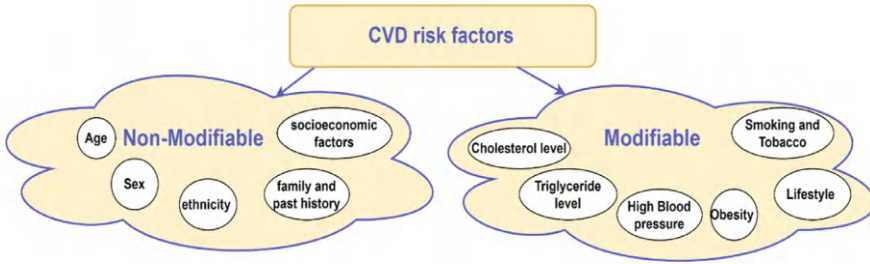 CVD risk factors
Non-Modifiable
Age
socioeconomic
factors
Sex
ethnicity
family and
past history
Modifiable
Smoking and
Tobacco
Cholesterol level
Triglyceride
level
High Blood
pressure
Obesity
Lifestyle